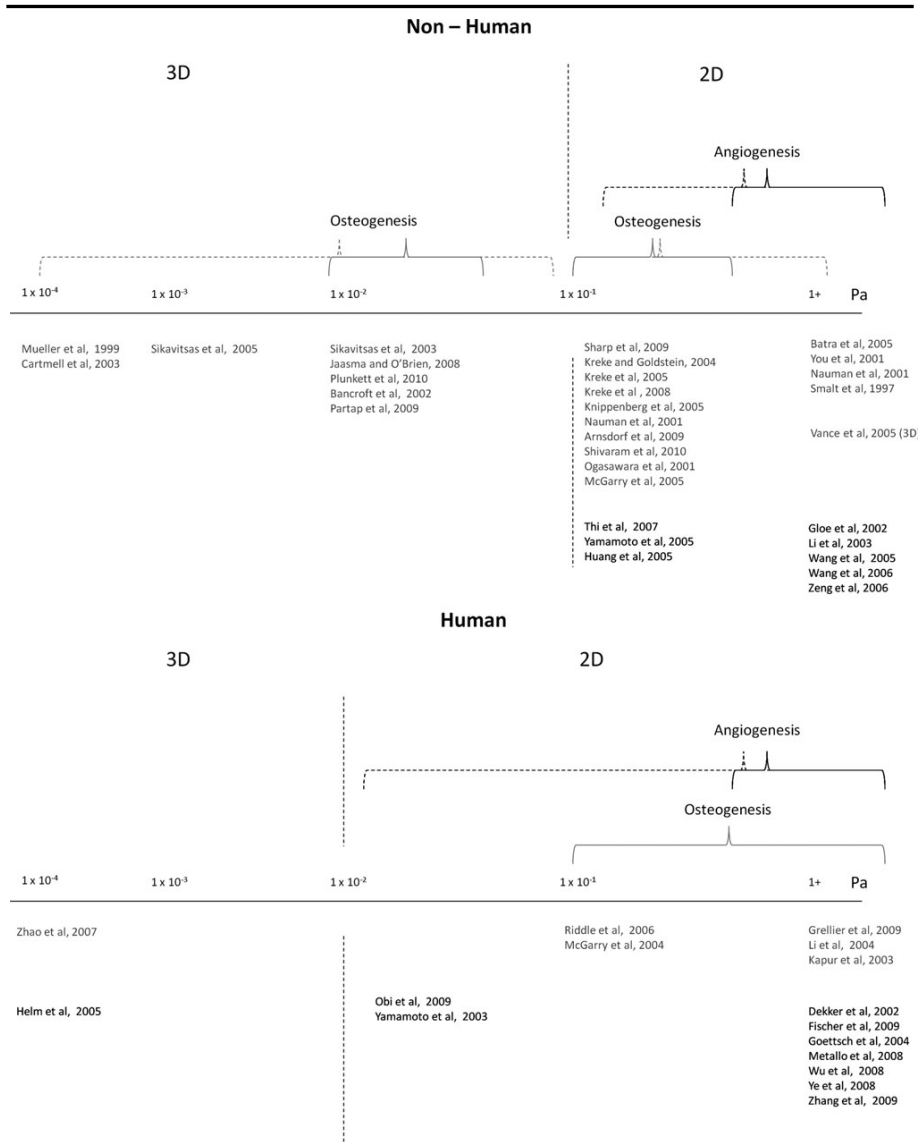 Non – Human
3D
2D
Angiogenesis
Osteogenesis
Osteogenesis
1 x 10⁻⁴
1 x 10⁻³
1 x 10⁻²
1 x 10⁻¹
1+
Pa
Mueller et al, 1999
Cartmell et al, 2003
Sikavitsas et al, 2005
Sikavitsas et al, 2003
Jaasma and O'Brien, 2008
Plunkett et al, 2010
Bancroft et al, 2002
Partap et al, 2009
Sharp et al, 2009
Kreke and Goldstein, 2004
Kreke et al, 2005
Kreke et al , 2008
Knippenberg et al, 2005
Nauman et al, 2001
Arnsdorf et al, 2009
Shivaram et al, 2010
Ogasawara et al, 2001
McGarry et al, 2005
Thi et al, 2007
Yamamoto et al, 2005
Huang et al, 2005
Batra et al, 2005
You et al, 2001
Nauman et al, 2001
Smalt et al, 1997
Vance et al, 2005 (3D)
Gloe et al, 2002
Li et al, 2003
Wang et al, 2005
Wang et al, 2006
Zeng et al, 2006
Human
3D
2D
Angiogenesis
Osteogenesis
1 x 10⁻⁴
1 x 10⁻³
1 x 10⁻²
1 x 10⁻¹
1+
Pa
Zhao et al, 2007
Helm et al, 2005
Obi et al, 2009
Yamamoto et al, 2003
Riddle et al, 2006
McGarry et al, 2004
Grellier et al, 2009
Li et al, 2004
Kapur et al, 2003
Dekker et al, 2002
Fischer et al, 2009
Goettsch et al, 2004
Metallo et al, 2008
Wu et al, 2008
Ye et al, 2008
Zhang et al, 2009